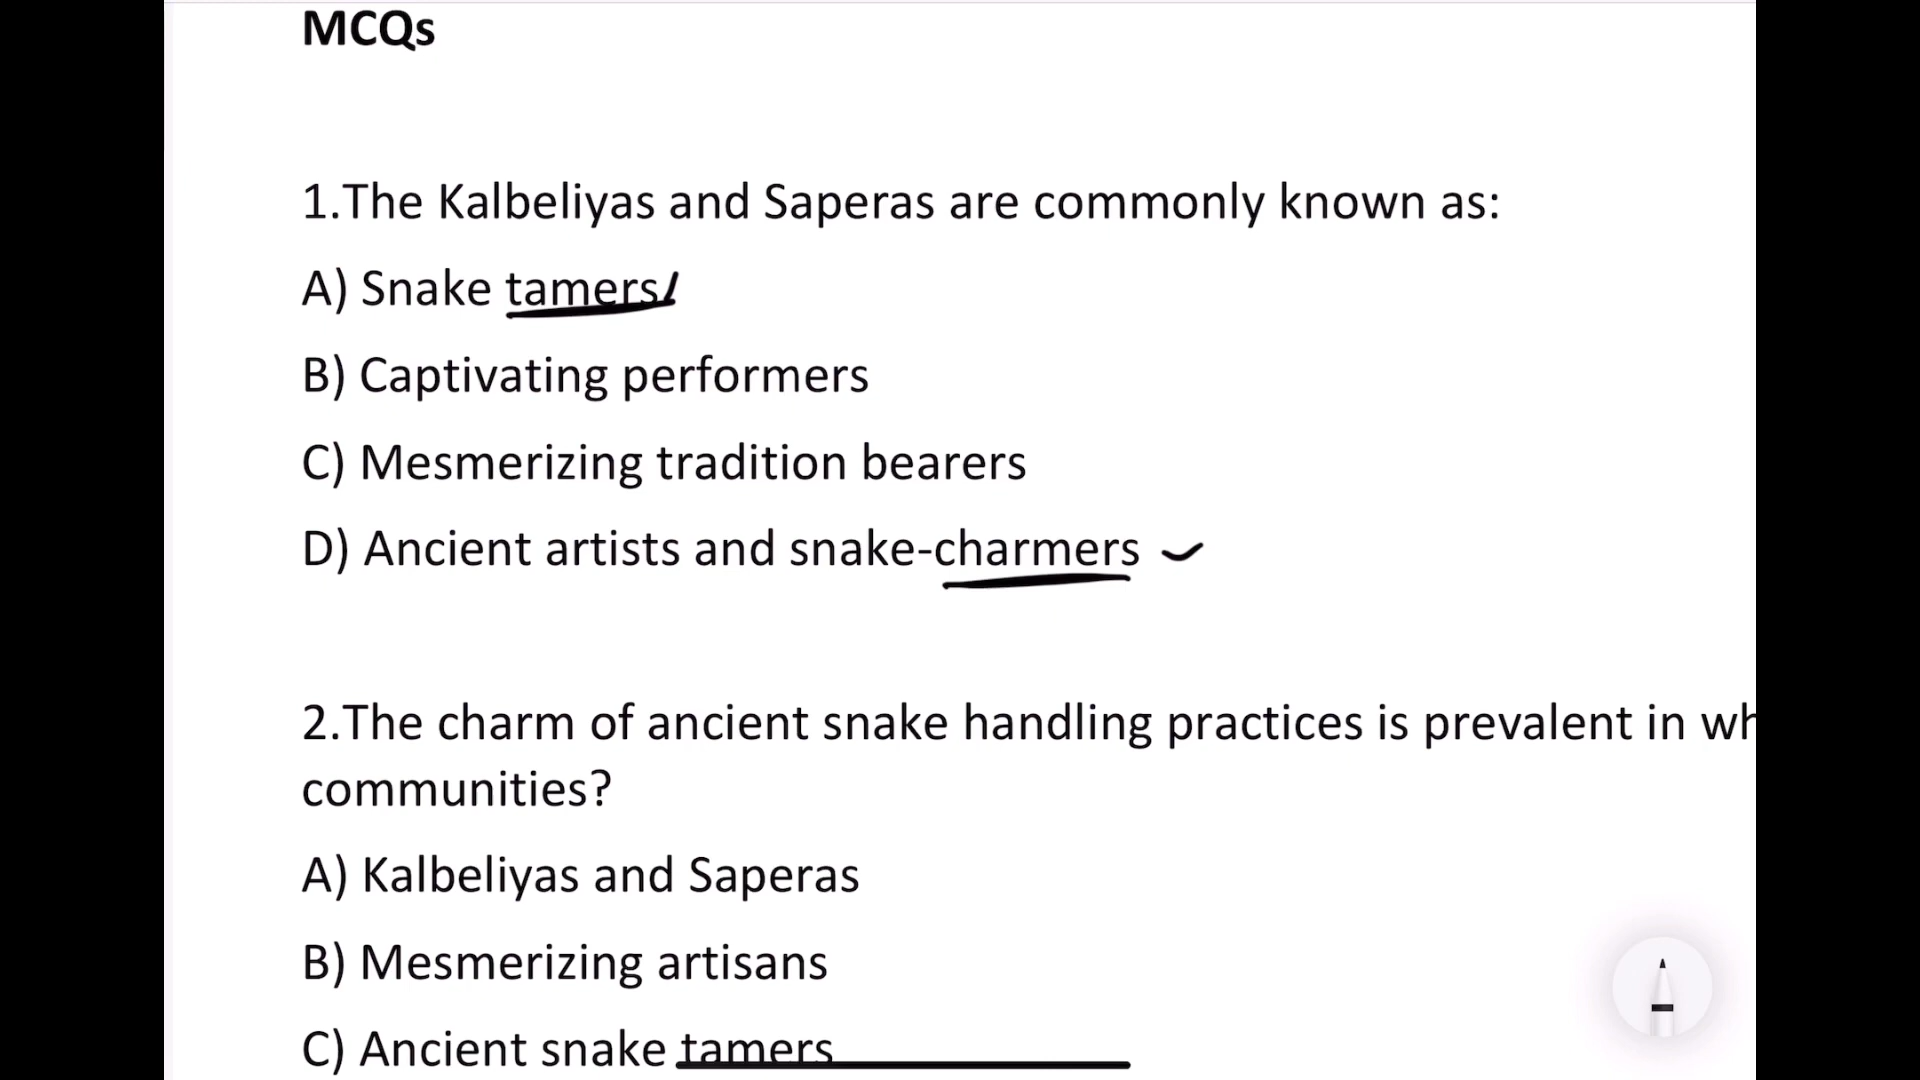 MCQs
1.The Kalbeliyas and Saperas are commonly known as:
A) Snake tamers
B) Captivating performers
C) Mesmerizing tradition bearers
D) Ancient artists and snake-charmers
2.The charm of ancient snake handling practices is prevalent in
communities?
A) Kalbeliyas and Saperas
B) Mesmerizing artisans
C) Ancient snake tamers